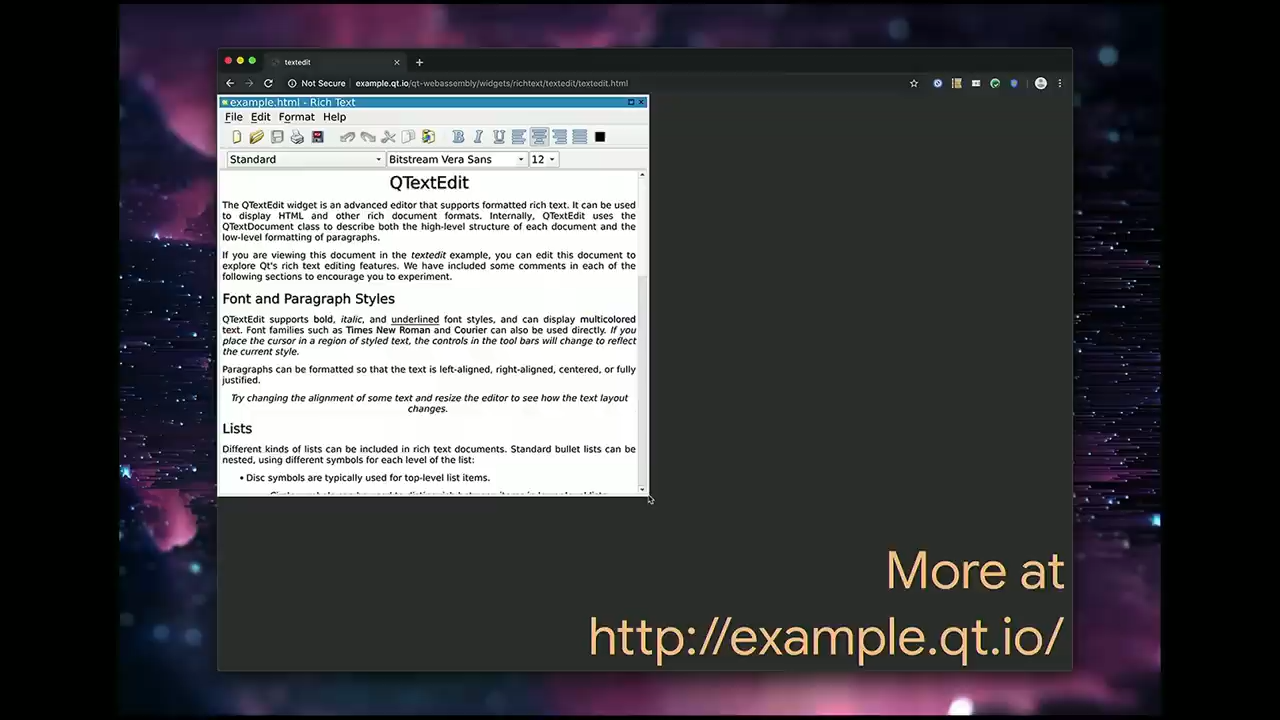 textedit
Not Secure example.qt.io/qt-webassembly/widgets/richtext/textedit/textedit.html
example.html - Rich Text
File Edit Format Help
B I U
Standard Bitstream Vera Sans 12
QTextEdit
The QTextEdit widget is an advanced editor that supports formatted rich text. It can be used
to display HTML and other rich document formats. Internally, QTextEdit uses the
QTextDocument class to describe both the high-level structure of each document and the
low-level formatting of paragraphs.
If you are viewing this document in the textedit example, you can edit this document to
explore Qt's rich text editing features. We have included some comments in each of the
following sections to encourage you to experiment.
Font and Paragraph Styles
QTextEdit supports bold, italic, and underlined font styles, and can display multicolored
text. Font families such as Times New Roman and Courier can also be used directly. If you
place the cursor in a region of styled text, the controls in the tool bars will change to reflect
the current style.
Paragraphs can be formatted so that the text is left-aligned, right-aligned, centered, or fully
justified.
Try changing the alignment of some text and resize the editor to see how the text layout
changes.
Lists
Different kinds of lists can be included in rich text documents. Standard bullet lists can be
nested, using different symbols for each level of the list:
• Disc symbols are typically used for top-level list items.
More at
http://example.qt.io/